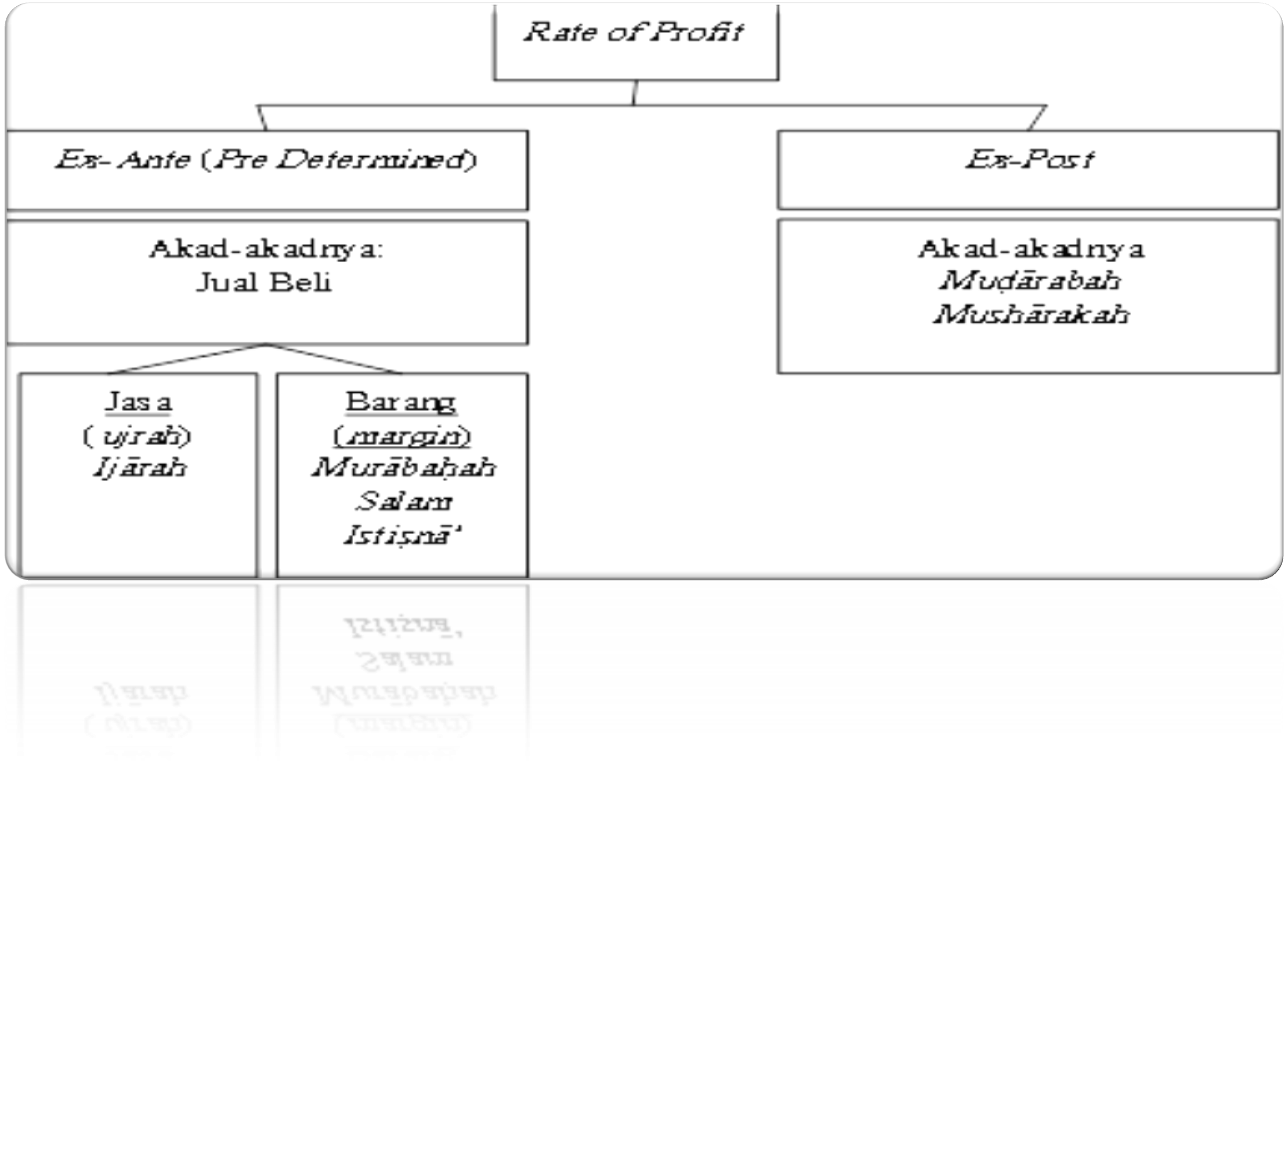 Rate of Profit
Ex-Ante (Pre Determined)
Ex-Post
Akad-akadnya:
Jual Beli
Akad-akadnya
Muḍārabah
Mushārakah
Jasa
(ujrah)
Ijārah
Barang
(margin)
Murābaḥah
Salam
Istiṣnā‘